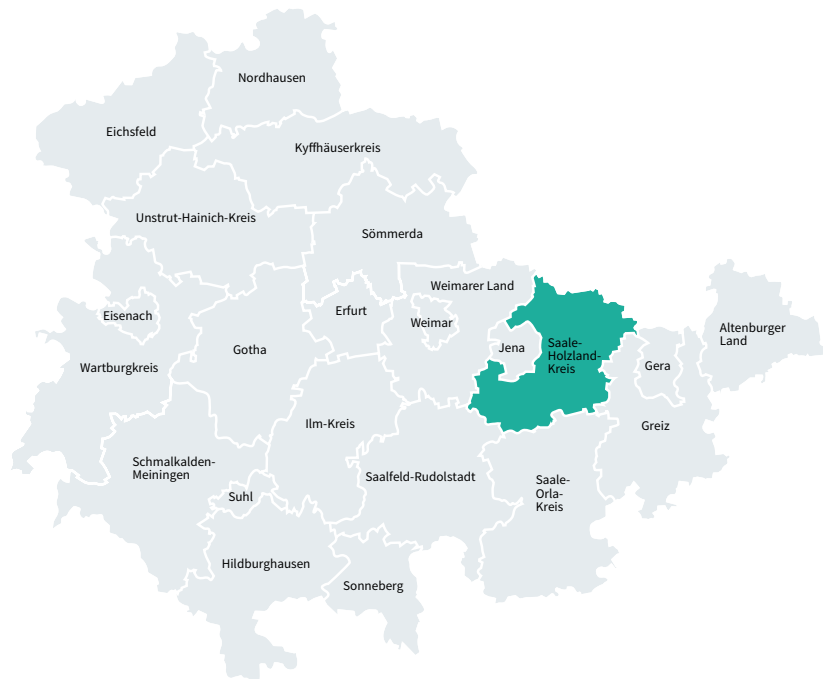 Nordhausen
Eichsfeld
Kyffhäuserkreis
Unstrut-Hainich-Kreis
Sömmerda
Weimarer Land
Eisenach
Erfurt
Weimar
Altenburger
Land
Jena
Saale-
Holzland-
Kreis
Gotha
Wartburgkreis
Gera
Ilm-Kreis
Greiz
Schmalkalden-
Meiningen
Saalfeld-Rudolstadt
Saale-
Orla-
Kreis
Suhl
Hildburghausen
Sonneberg